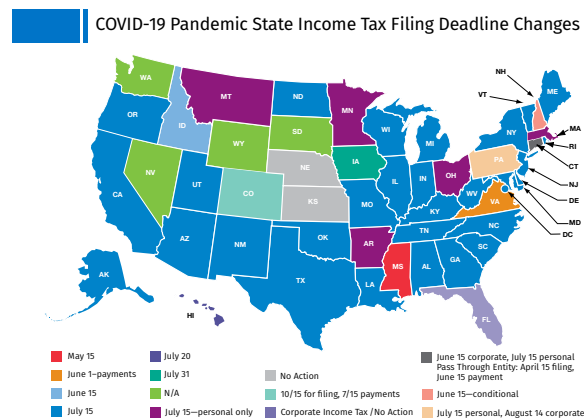 COVID-19 Pandemic State Income Tax Filing Deadline Changes
WA
OR
CA
NV
ID
MT
WY
UT
AZ
CO
NM
ND
SD
NE
KS
OK
TX
MN
IA
MO
AR
LA
WI
IL
MI
IN
OH
KY
TN
MS
AL
GA
FL
SC
NC
VA
WV
PA
NY
ME
NH
VT
MA
RI
CT
NJ
DE
MD
DC
AK
HI
May 15
June 1–payments
June 15
July 15
July 20
July 31
N/A
July 15—personal only
No Action
10/15 for filing, 7/15 payments
Corporate Income Tax /No Action
June 15 corporate, July 15 personal
Pass Through Entity: April 15 filing,
June 15 payment
June 15—conditional
July 15 personal, August 14 corporate